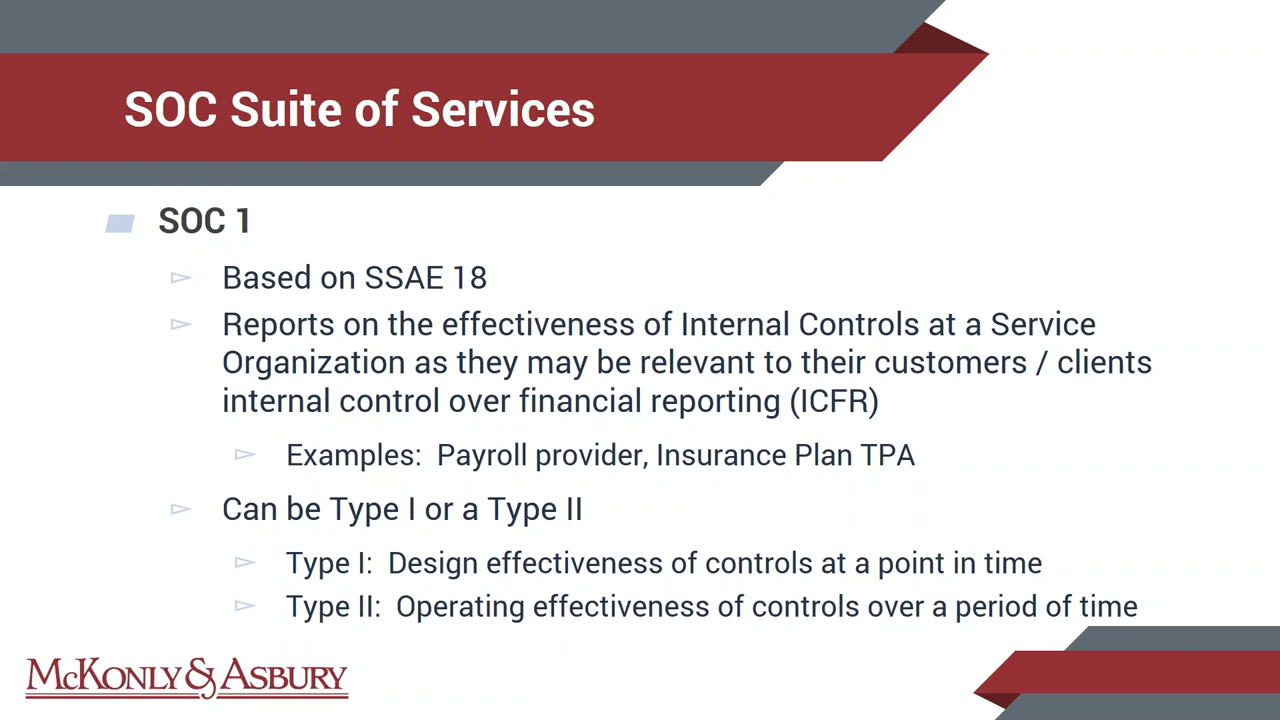 SOC Suite of Services
SOC 1
Based on SSAE 18
Reports on the effectiveness of Internal Controls at a Service
Organization as they may be relevant to their customers / clients
internal control over financial reporting (ICFR)
Examples:  Payroll provider, Insurance Plan TPA
Can be Type I or a Type II
Type I:  Design effectiveness of controls at a point in time
Type II:  Operating effectiveness of controls over a period of time
McKonly & Asbury